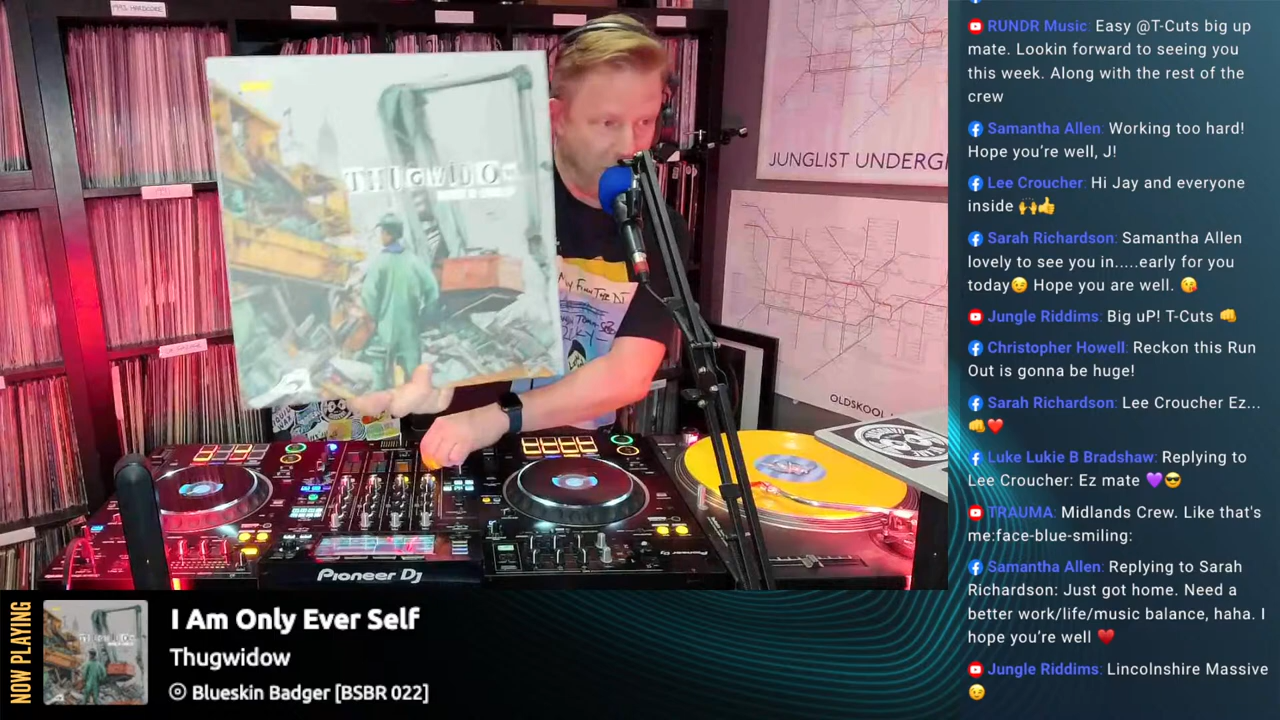 MPS HARDCORE
THUGWIDOW
JUNGLIST UNDERGR
OLDSKOOL
Pioneer Dj
Pioneer Dj
NOW PLAYING
THUGWIDOW
I Am Only Ever Self
Thugwidow
Blueskin Badger [BSBR 022]
RUNDR Music: Easy @T-Cuts big up
mate. Lookin forward to seeing you
this week. Along with the rest of the
crew
Samantha Allen: Working too hard!
Hope you’re well, J!
Lee Croucher: Hi Jay and everyone
inside 🙌👍
Sarah Richardson: Samantha Allen
lovely to see you in.....early for you
today😉 Hope you are well. 😘
Jungle Riddims: Big uP! T-Cuts 👊
Christopher Howell: Reckon this Run
Out is gonna be huge!
Sarah Richardson: Lee Croucher Ez...
👊❤️
Luke Lukie B Bradshaw: Replying to
Lee Croucher: Ez mate 💜😎
TRAUMA: Midlands Crew. Like that's
me:face-blue-smiling:
Samantha Allen: Replying to Sarah
Richardson: Just got home. Need a
better work/life/music balance, haha. I
hope you’re well ♥️
Jungle Riddims: Lincolnshire Massive
😉